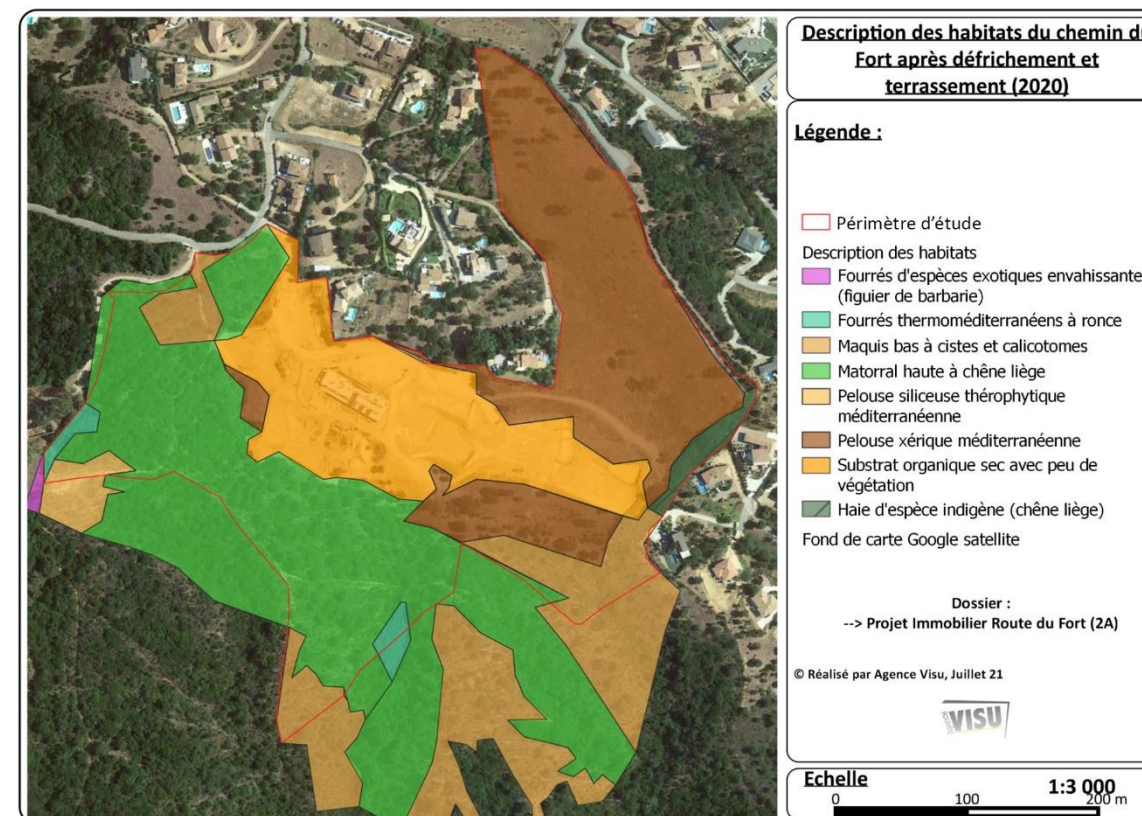 Description des habitats du chemin du
Fort après défrichement et
terrassement (2020)
Légende :
Périmètre d'étude
Description des habitats
Fourrés d'espèces exotiques envahissante
(figuier de barbarie)
Fourrés thermoméditerranéens à ronce
Maquis bas à cistes et calicotomes
Matorral haute à chêne liège
Pelouse siliceuse thérophytique
méditerranéenne
Pelouse xérique méditerranéenne
Substrat organique sec avec peu de
végétation
Haie d'espèce indigène (chêne liège)
Fond de carte Google satellite
Dossier :
--> Projet Immobilier Route du Fort (2A)
© Réalisé par Agence Visu, Juillet 21
VISU
Echelle
1:3 000
0 100 200 m